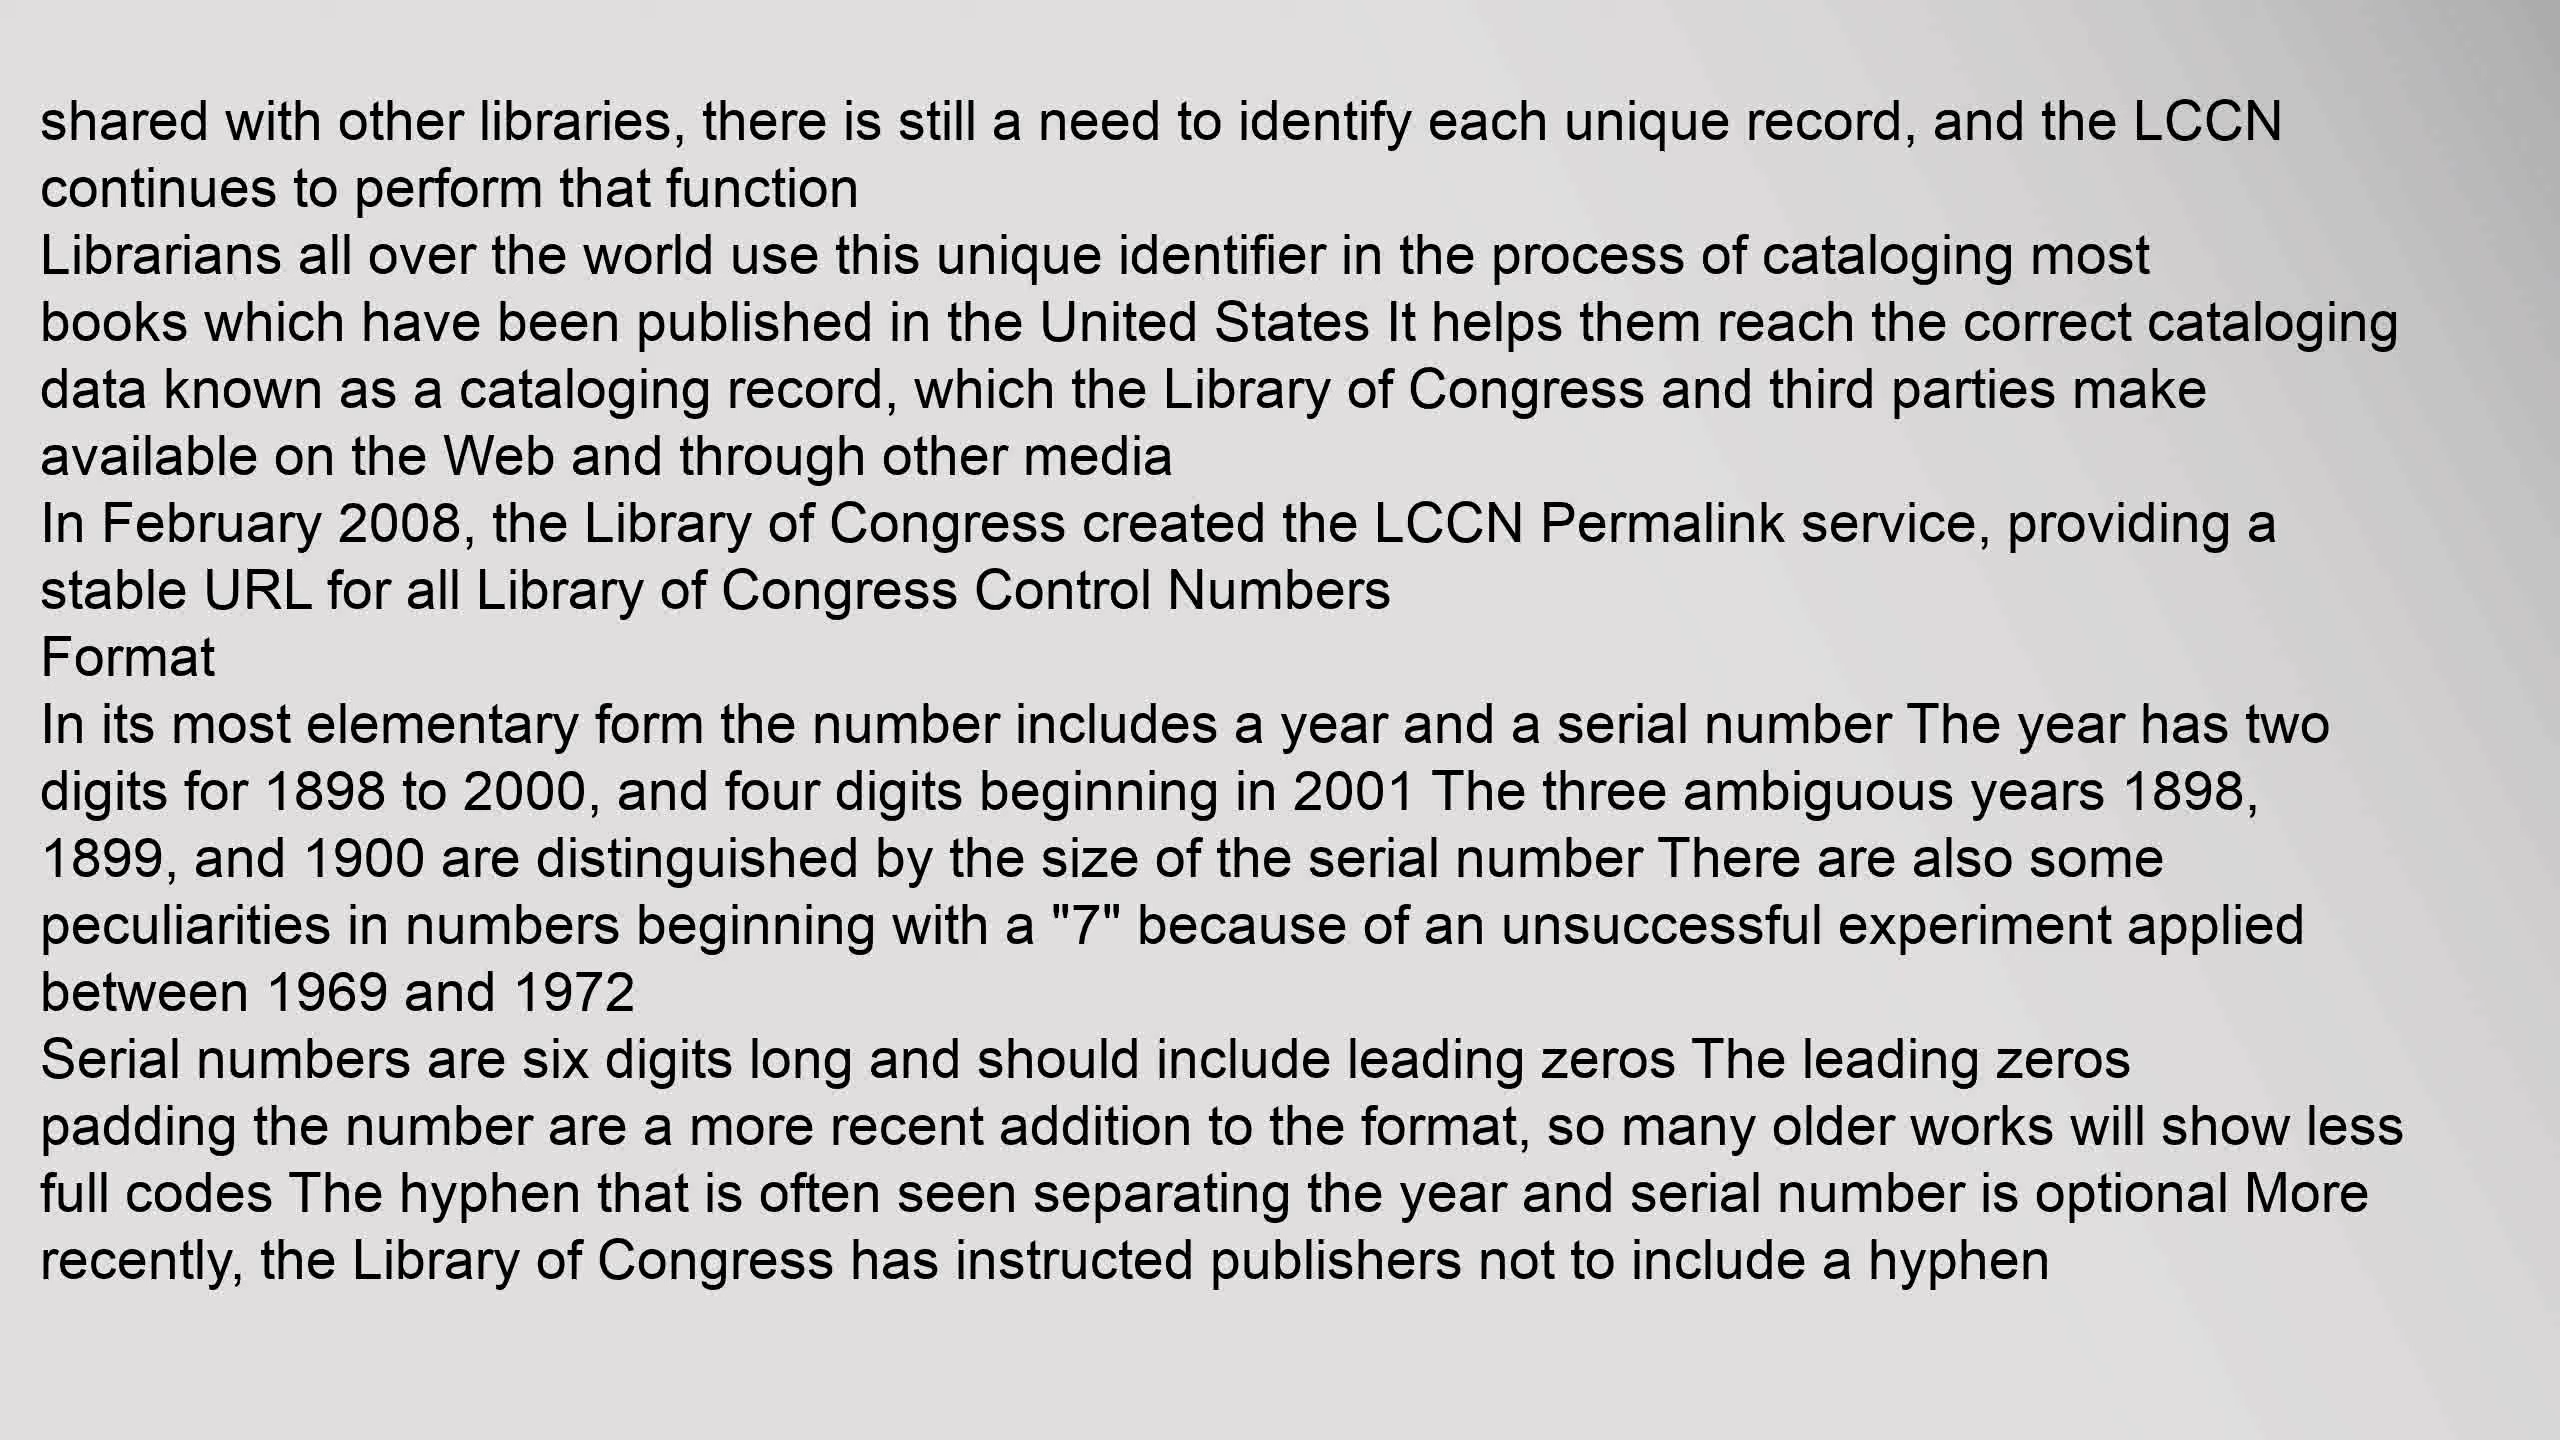 shared with other libraries, there is still a need to identify each unique record, and the LCCN
continues to perform that function
Librarians all over the world use this unique identifier in the process of cataloging most
books which have been published in the United States It helps them reach the correct cataloging
data known as a cataloging record, which the Library of Congress and third parties make
available on the Web and through other media
In February 2008, the Library of Congress created the LCCN Permalink service, providing a
stable URL for all Library of Congress Control Numbers
Format
In its most elementary form the number includes a year and a serial number The year has two
digits for 1898 to 2000, and four digits beginning in 2001 The three ambiguous years 1898,
1899, and 1900 are distinguished by the size of the serial number There are also some
peculiarities in numbers beginning with a "7" because of an unsuccessful experiment applied
between 1969 and 1972
Serial numbers are six digits long and should include leading zeros The leading zeros
padding the number are a more recent addition to the format, so many older works will show less
full codes The hyphen that is often seen separating the year and serial number is optional More
recently, the Library of Congress has instructed publishers not to include a hyphen